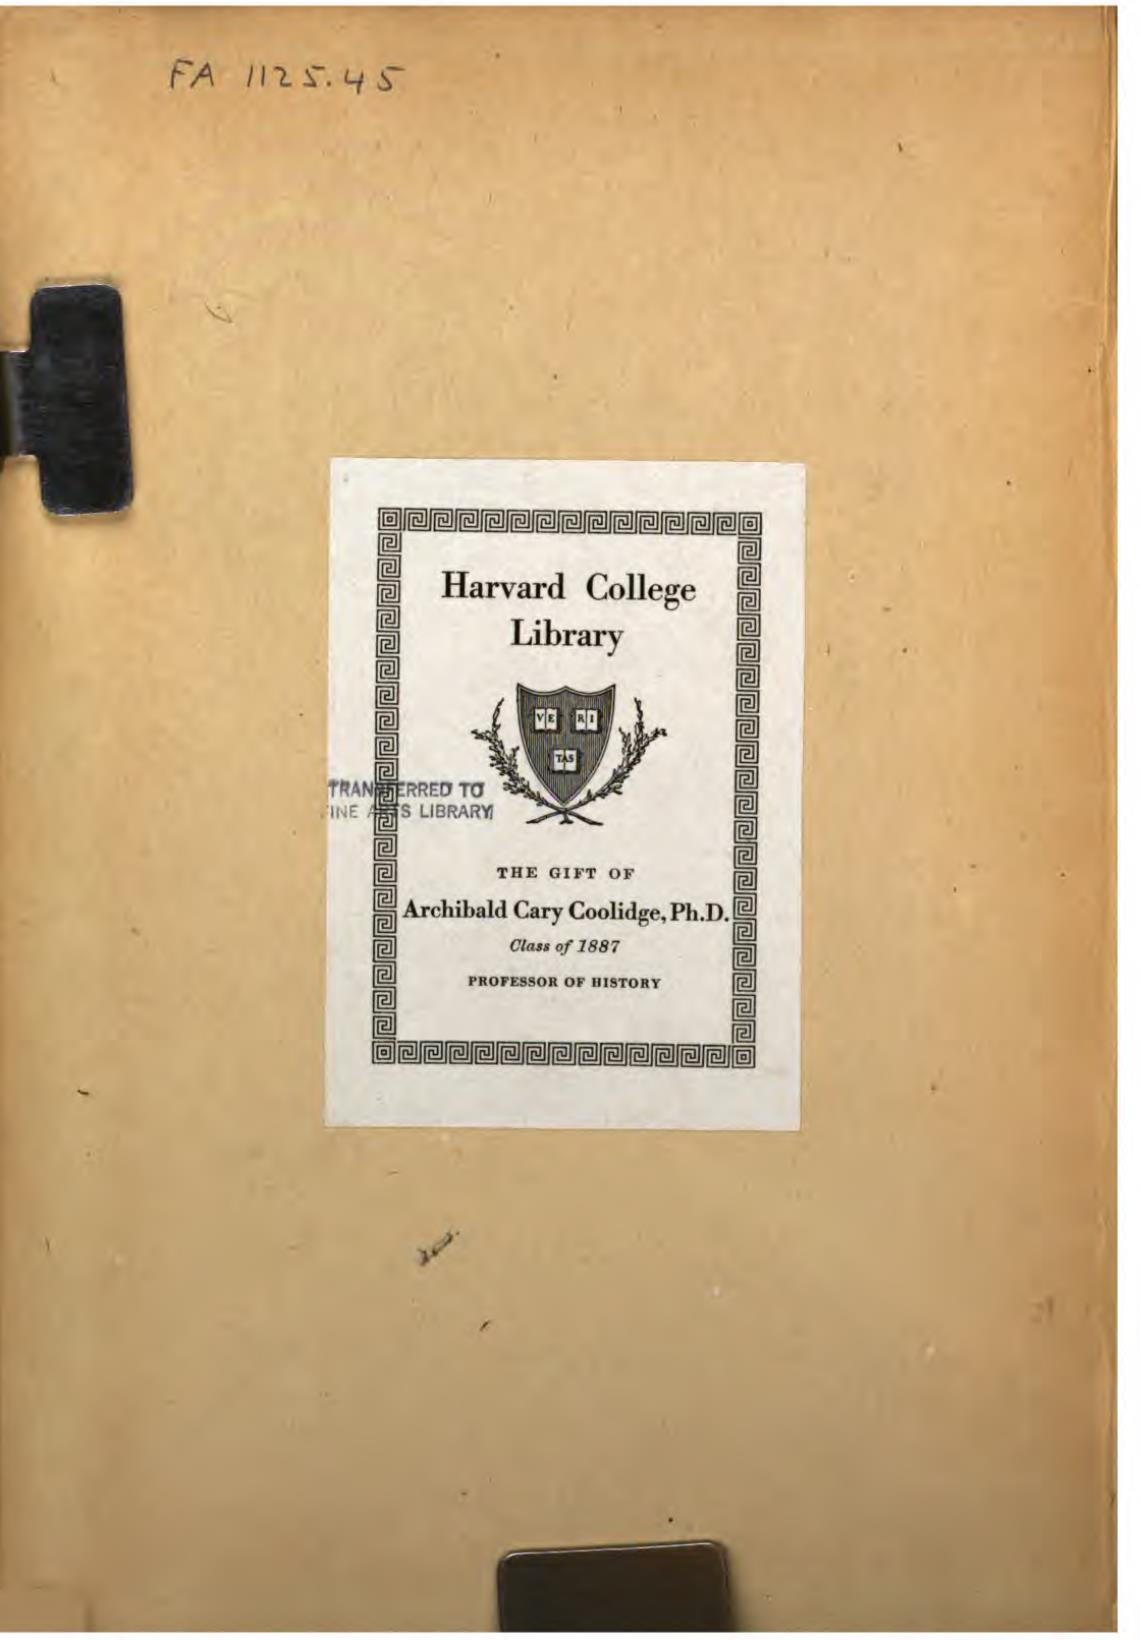 FA 1125.45
Harvard College
Library
VE RI
TAS
TRANSFERRED TO
FINE ARTS LIBRARY
THE GIFT OF
Archibald Cary Coolidge, Ph.D.
Class of 1887
PROFESSOR OF HISTORY